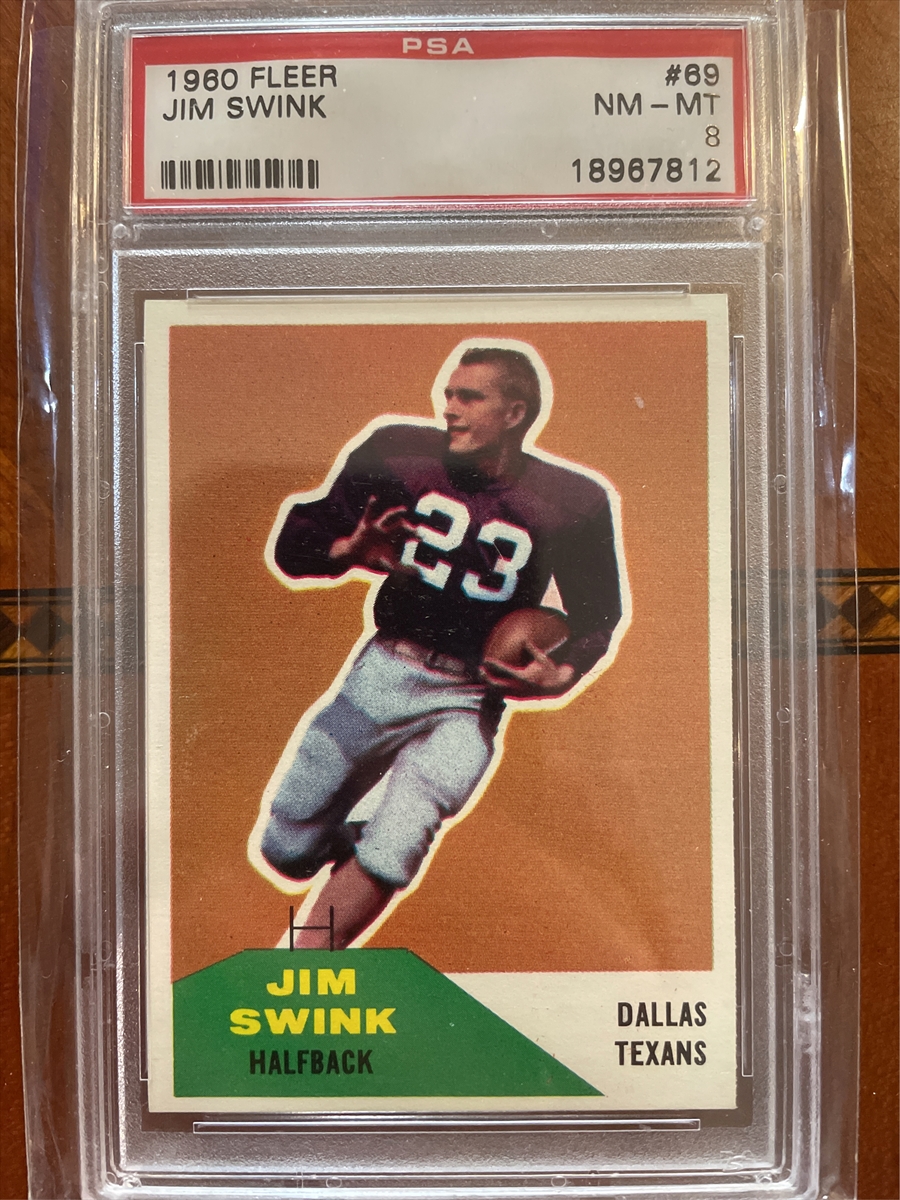 PSA
1960 FLEER #69
JIM SWINK NM - MT
8
18967812
23
JIM
SWINK
HALFBACK
DALLAS
TEXANS